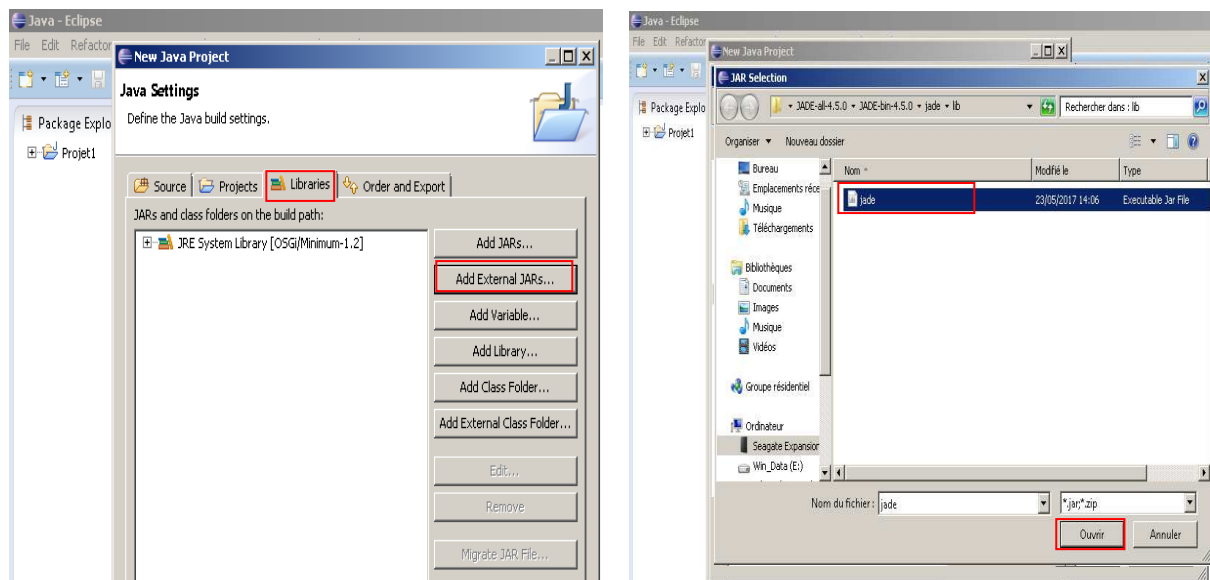 Java - Eclipse
File Edit Refactor
New Java Project
Java Settings
Define the Java build settings.
Package Explo
Projet1
Source Projects Libraries Order and Export
JARs and class folders on the build path:
JRE System Library [OSGi/Minimum-1.2]
Add JARs...
Add External JARs...
Add Variable...
Add Library...
Add Class Folder...
Add External Class Folder...
Edit...
Remove
Migrate JAR File...
Java - Eclipse
File Edit Refactor
New Java Project
JAR Selection
JADE-all-4.5.0 JADE-bin-4.5.0 jade lib
Rechercher dans : lib
Package Explo
Projet1
Organiser Nouveau dossier
Nom Modifié le Type
jade 23/05/2017 14:06 Executable Jar File
Bureau
Emplacements réce
Musique
Téléchargements
Bibliothèques
Documents
Images
Musique
Vidéos
Groupe résidentiel
Ordinateur
Seagate Expansion
Win_Data (E:)
Nom du fichier : jade *.jar;*.zip
Ouvrir Annuler